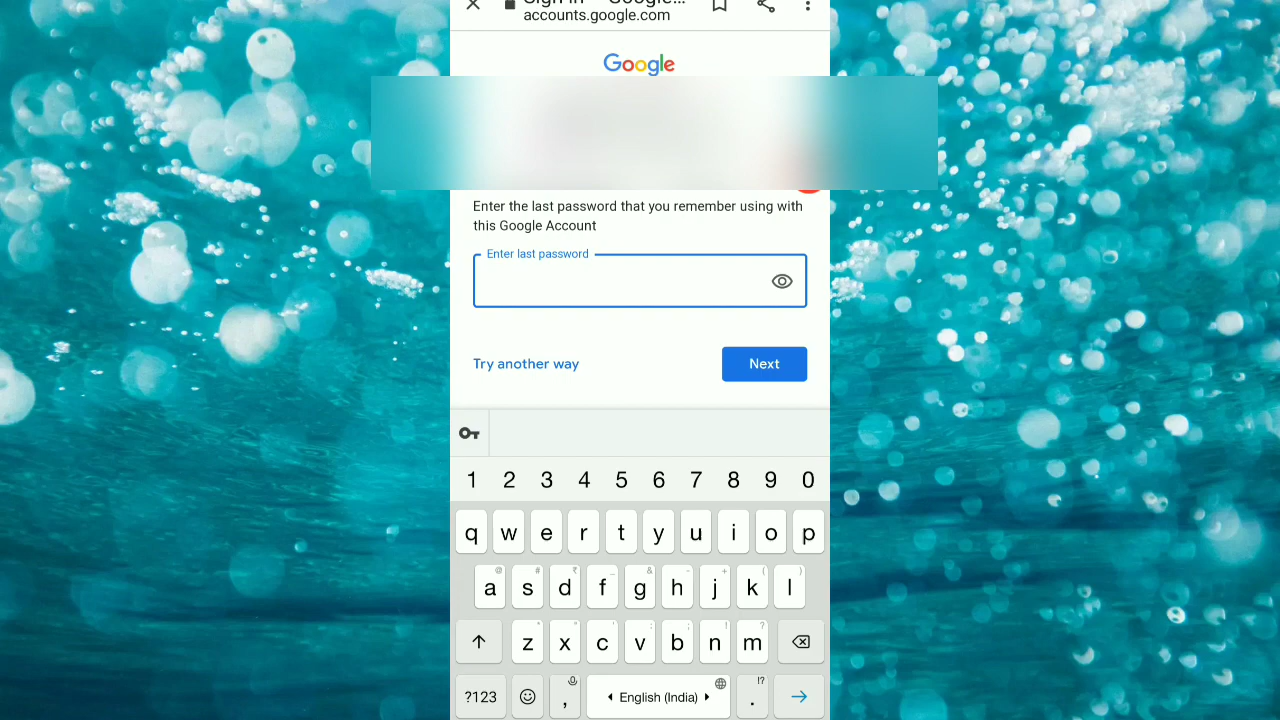 accounts.google.com
Google
Enter the last password that you remember using with
this Google Account
Enter last password
Try another way
Next
1 2 3 4 5 6 7 8 9 0
q w e r t y u i o p
@ # ₹ _ & - + ( )
a s d f g h j k l
" ' : ; ! ?
z x c v b n m
!?
?123 , English (India) .